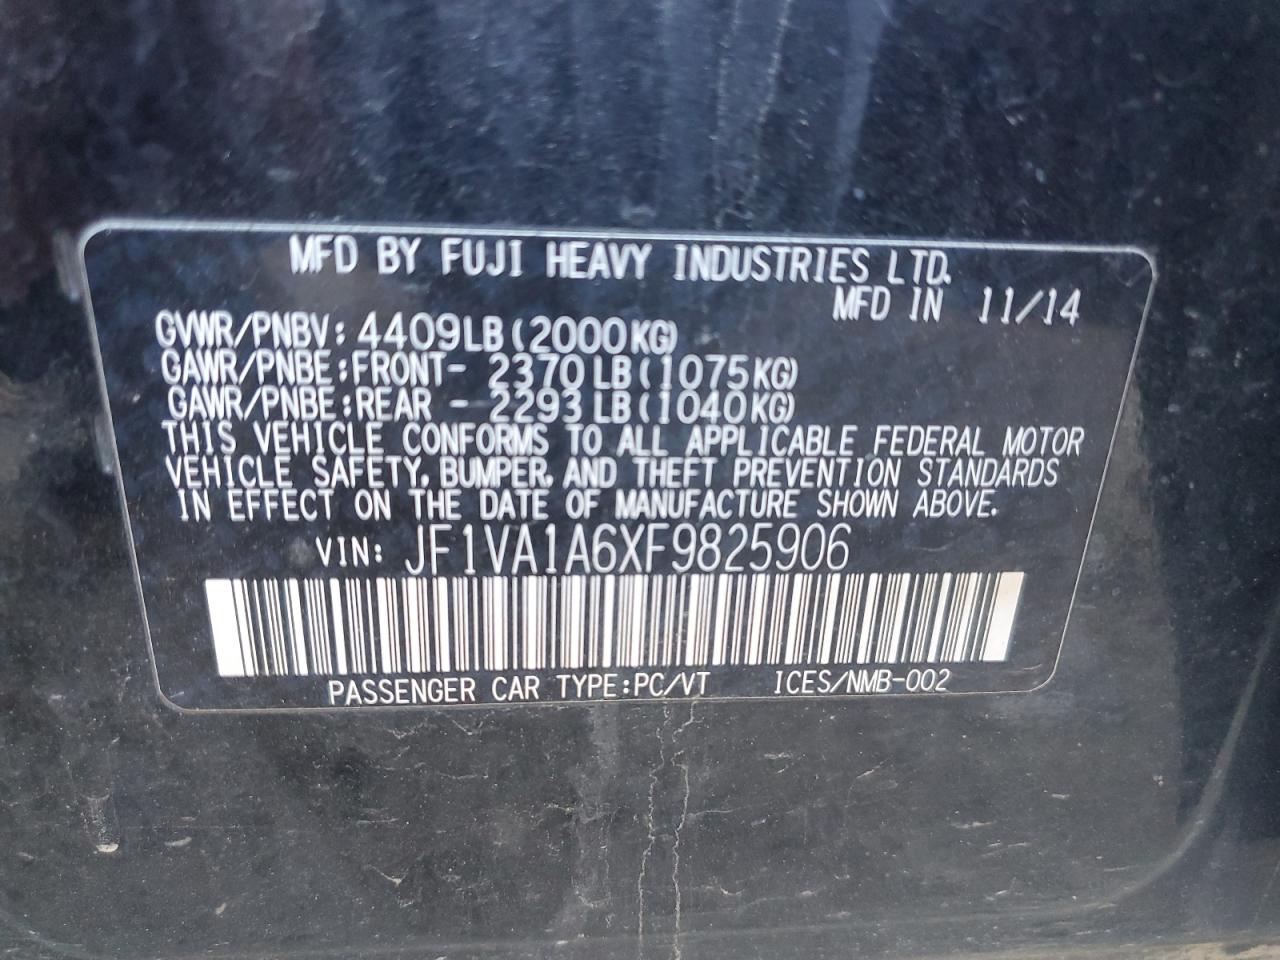 MFD BY FUJI HEAVY INDUSTRIES LTD.
MFD IN 11/14
GVWR/PNBV: 4409LB(2000KG)
GAWR/PNBE:FRONT- 2370LB(1075KG)
GAWR/PNBE:REAR - 2293LB(1040KG)
THIS VEHICLE CONFORMS TO ALL APPLICABLE FEDERAL MOTOR
VEHICLE SAFETY, BUMPER, AND THEFT PREVENTION STANDARDS
IN EFFECT ON THE DATE OF MANUFACTURE SHOWN ABOVE.
VIN: JF1VA1A6XF9825906
PASSENGER CAR TYPE:PC/VT ICES/NMB-002